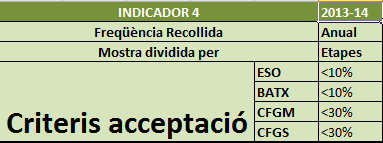 INDICADOR 4 2013-14
Freqüència Recollida Anual
Mostra dividida per Etapes
Criteris acceptació
ESO <10%
BATX <10%
CFGM <30%
CFGS <30%